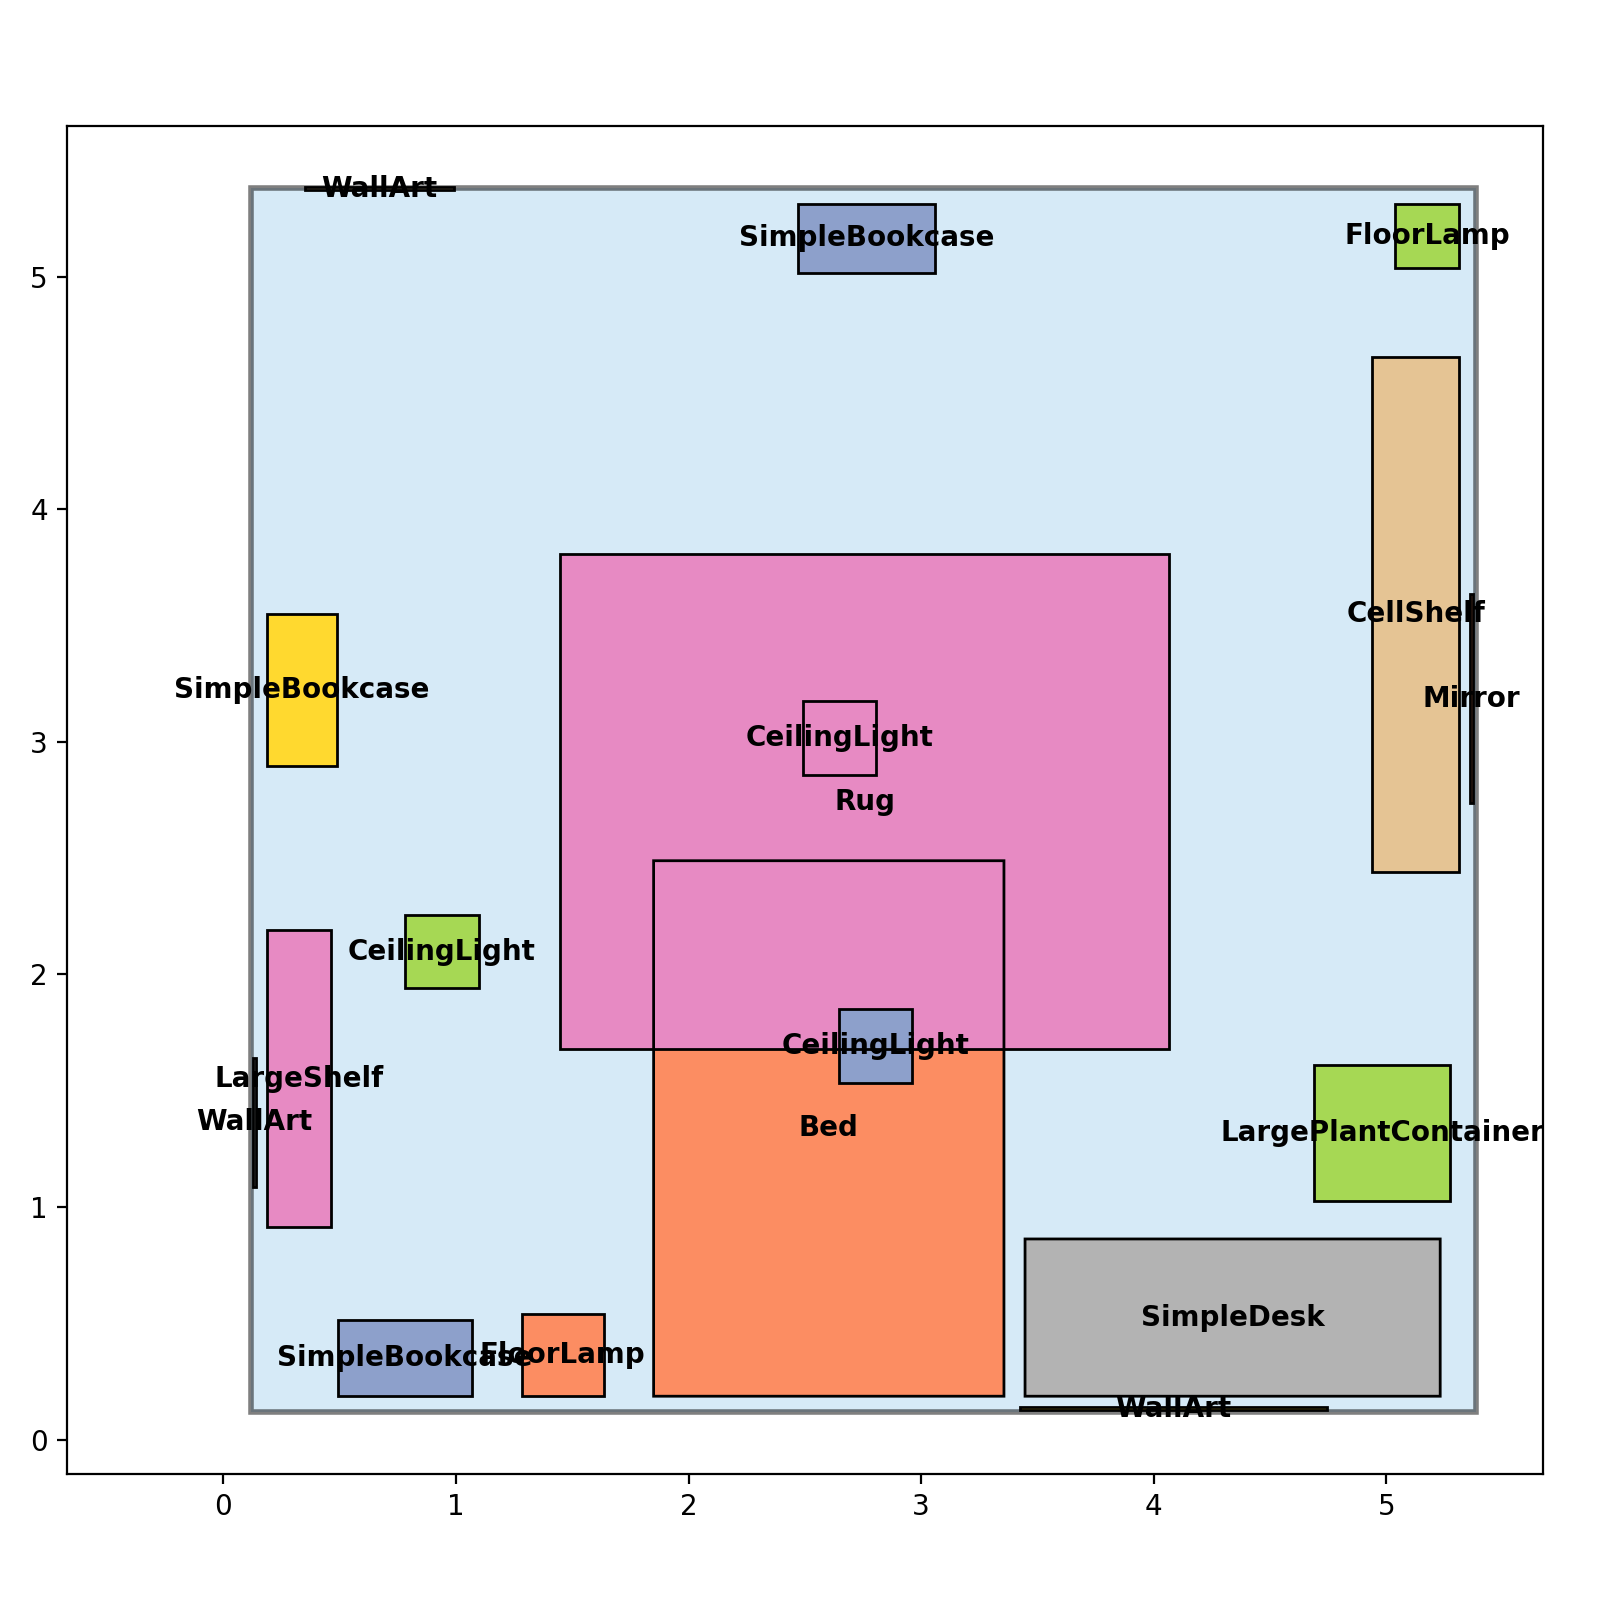 WallArt
SimpleBookcase
FloorLamp
5
4
CellShelf
SimpleBookcase
Mirror
3
CeilingLight
Rug
2
CeilingLight
CeilingLight
LargeShelf
WallArt
Bed
LargePlantContainer
1
SimpleDesk
SimpleBookcase
FloorLamp
WallArt
0
0 1 2 3 4 5